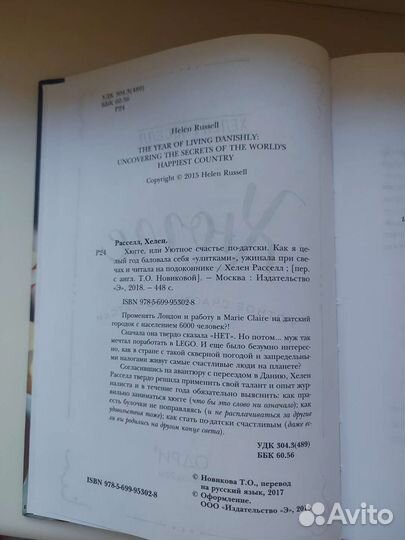 УДК 304.3(489)
ББК 60.56
Р24
Helen Russell
THE YEAR OF LIVING DANISHLY:
UNCOVERING THE SECRETS OF THE WORLD'S
HAPPIEST COUNTRY
Copyright © 2015 Helen Russell
Расселл, Хелен.
Р24 Хюгге, или Уютное счастье по-датски. Как я це-
лый год баловала себя «улитками», ужинала при све-
чах и читала на подоконнике / Хелен Расселл ; [пер.
с англ. Т.О. Новиковой]. – Москва : Издательство
«Э», 2018. – 448 с.
ISBN 978-5-699-95302-8
Променять Лондон и работу в Marie Claire на датский
городок с населением 6000 человек?!
Сначала она твердо сказала «НЕТ». Но потом... муж так
мечтал поработать в LEGO. И еще было безумно интерес-
но, как в стране с такой скверной погодой и запредельны-
ми налогами живут самые счастливые люди на планете?
Согласившись на авантюру с переездом в Данию, Хелен
Расселл твердо решила применить свой талант и опыт жур-
налиста и в течение года обязательно выяснить: как пра-
вильно заниматься хюгге (что бы это слово ни означало); как есть
булочки не поправляясь (и не расплачиваться за другие
удовольствия тоже); как стать по-датски счастливым (даже ес-
ли вы родились на другом конце света).
УДК 304.3(489)
ББК 60.56
© Новикова Т.О., перевод
на русский язык, 2017
© Оформление.
ISBN 978-5-699-95302-8
ООО «Издательство «Э»,
Avito